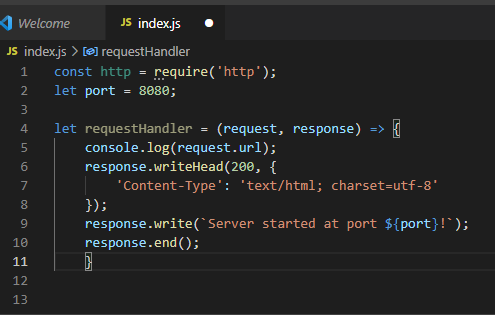 Welcome
JS index.js
JS index.js > requestHandler
1 const http = require('http');
2 let port = 8080;
3
4 let requestHandler = (request, response) => {
5     console.log(request.url);
6     response.writeHead(200, {
7         'Content-Type': 'text/html; charset=utf-8'
8     });
9     response.write(`Server started at port ${port}!`);
10     response.end();
11     }
12
13